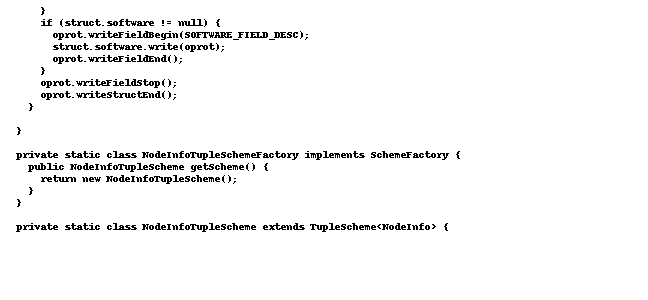 }
    if (struct.software != null) {
      oprot.writeFieldBegin(SOFTWARE_FIELD_DESC);
      struct.software.write(oprot);
      oprot.writeFieldEnd();
    }
    oprot.writeFieldStop();
    oprot.writeStructEnd();
  }

}

private static class NodeInfoTupleSchemeFactory implements SchemeFactory {
  public NodeInfoTupleScheme getScheme() {
    return new NodeInfoTupleScheme();
  }
}

private static class NodeInfoTupleScheme extends TupleScheme<NodeInfo> {